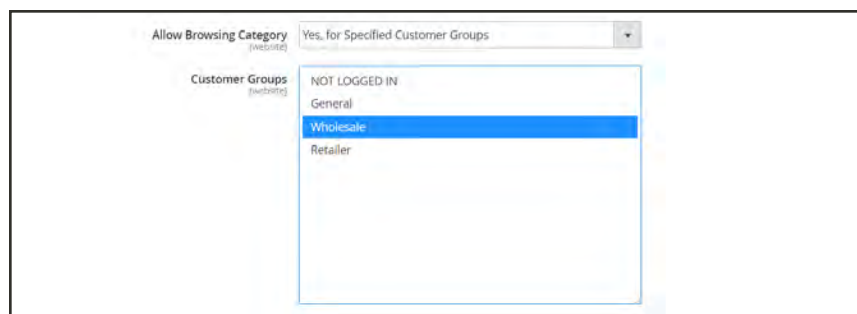 Allow Browsing Category Yes, for Specified Customer Groups
[website]
Customer Groups NOT LOGGED IN
[website]
General
Wholesale
Retailer